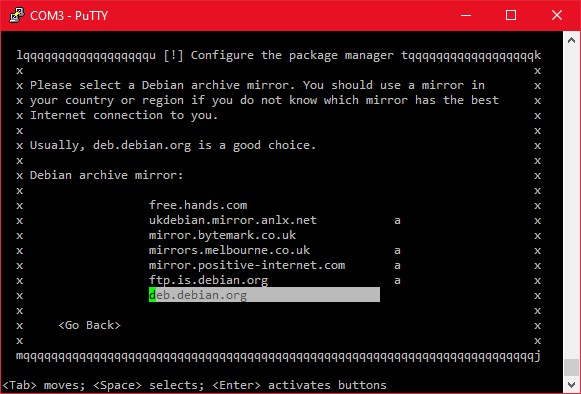 COM3 - PuTTY
lqqqqqqqqqqqqqqqqqqu [!] Configure the package manager tqqqqqqqqqqqqqqqqqqk
x x
x Please select a Debian archive mirror. You should use a mirror in x
x your country or region if you do not know which mirror has the best x
x Internet connection to you. x
x x
x Usually, deb.debian.org is a good choice. x
x x
x Debian archive mirror: x
x x
x free.hands.com x
x ukdebian.mirror.anlx.net a x
x mirror.bytemark.co.uk x
x mirrors.melbourne.co.uk a x
x mirror.positive-internet.com a x
x ftp.is.debian.org a x
x deb.debian.org x
x x
x <Go Back> x
x x
mqqqqqqqqqqqqqqqqqqqqqqqqqqqqqqqqqqqqqqqqqqqqqqqqqqqqqqqqqqqqqqqqqqqqqqqqqj
<Tab> moves; <Space> selects; <Enter> activates buttons